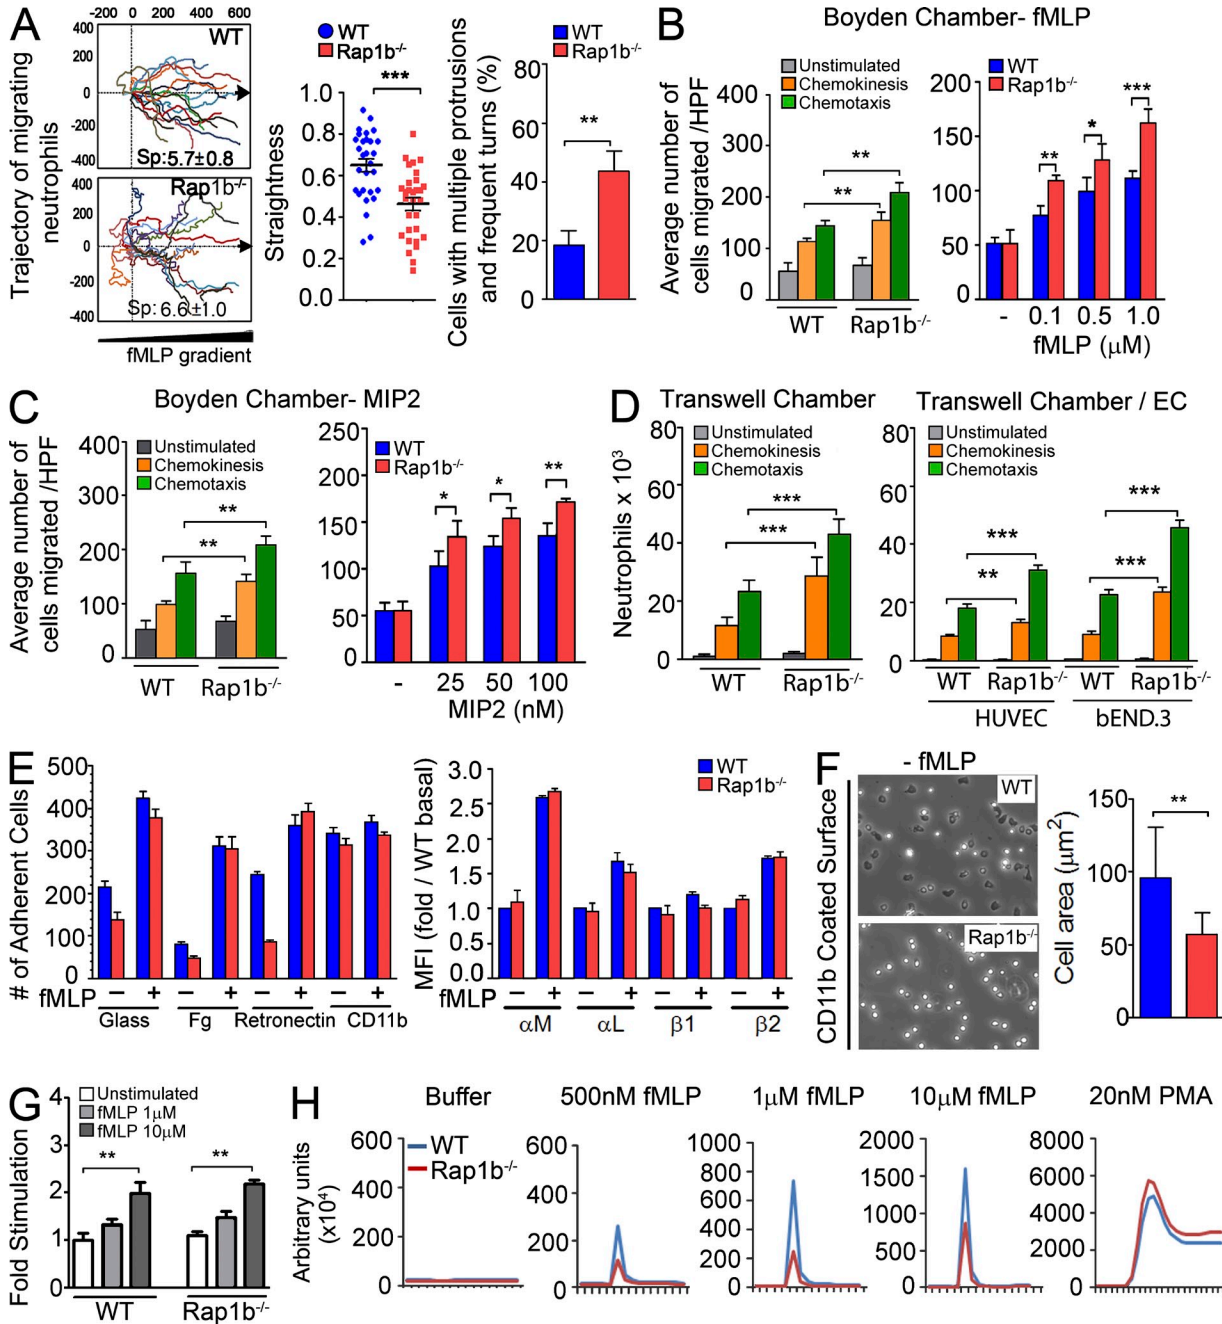 A
-200 0 200 400 600
400
200
0
-200
-400
WT
Sp:5.7±0.8
400
200
0
-200
-400
Rap1b-/-
Sp: 6.6±1.0
Trajectory of migrating
neutrophils
fMLP gradient
WT
Rap1b-/-
***
Straightness
1.0
0.8
0.6
0.4
0.2
0.0
WT
Rap1b-/-
**
Cells with multiple protrusions
and frequent turns (%)
80
60
40
20
0
B
Boyden Chamber- fMLP
Unstimulated
Chemokinesis
Chemotaxis
Average number of
cells migrated /HPF
400
300
200
100
0
**
**
WT Rap1b-/-
WT
Rap1b-/-
200
150
100
50
0
**
*
***
- 0.1 0.5 1.0
fMLP (µM)
C
Boyden Chamber- MIP2
Unstimulated
Chemokinesis
Chemotaxis
Average number of
cells migrated /HPF
400
300
200
100
0
**
**
WT Rap1b-/-
WT
Rap1b-/-
250
200
150
100
50
0
*
*
**
- 25 50 100
MIP2 (nM)
D
Transwell Chamber
Unstimulated
Chemokinesis
Chemotaxis
Neutrophils x 10³
80
60
40
20
0
***
***
WT Rap1b-/-
Transwell Chamber / EC
Unstimulated
Chemokinesis
Chemotaxis
80
60
40
20
0
***
**
***
***
WT Rap1b-/- WT Rap1b-/-
HUVEC bEND.3
E
# of Adherent Cells
500
400
300
200
100
0
fMLP − + − + − + − +
Glass Fg Retronectin CD11b
WT
Rap1b-/-
MFI (fold / WT basal)
3.0
2.5
2.0
1.5
1.0
0.5
0.0
fMLP − + − + − + − +
αM αL β1 β2
F
- fMLP
CD11b Coated Surface
WT
Rap1b-/-
Cell area (µm²)
150
100
50
0
**
G
Unstimulated
fMLP 1µM
fMLP 10µM
Fold Stimulation
4
2
1
0
** **
WT Rap1b-/-
H
Buffer 500nM fMLP 1µM fMLP 10µM fMLP 20nM PMA
Arbitrary units
(x10⁴)
WT
Rap1b-/-
600
400
200
0
600
400
200
0
1000
800
600
400
200
0
2000
1500
1000
500
0
8000
6000
4000
2000
0